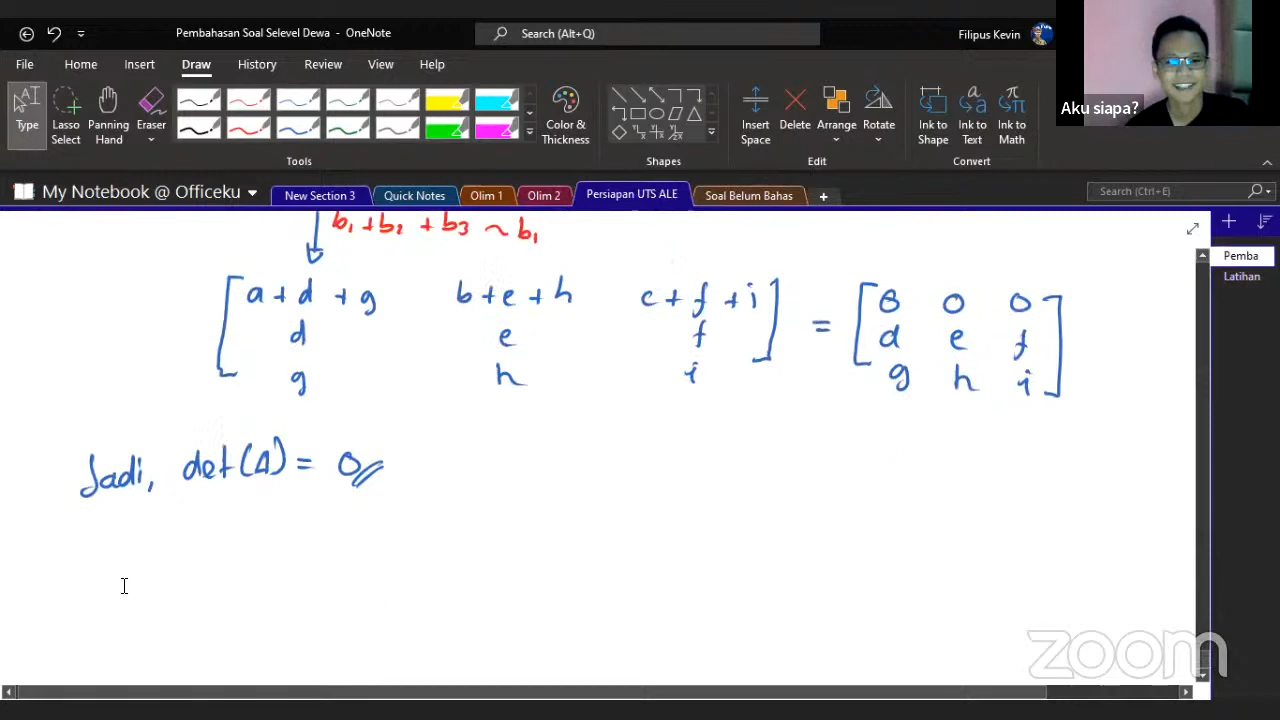 Pembahasan Soal Selevel Dewa - OneNote
Search (Alt+Q)
Filipus Kevin
File Home Insert Draw History Review View Help
Type
Lasso Select
Panning Hand
Eraser
Color & Thickness
Insert Space
Delete
Arrange
Rotate
Ink to Shape
Ink to Text
Ink to Math
Tools
Shapes
Edit
Convert
Aku siapa?
My Notebook @ Officeku
New Section 3
Quick Notes
Olim 1
Olim 2
Persiapan UTS ALE
Soal Belum Bahas
Search (Ctrl+E)
Pemba
Latihan
b₁ + b₂ + b₃ ~ b₁
[ a + d + g b + e + h c + f + i ] = [ 0 0 0 ]
d e f d e f
g h i g h i
Jadi, det(A) = 0
zoom